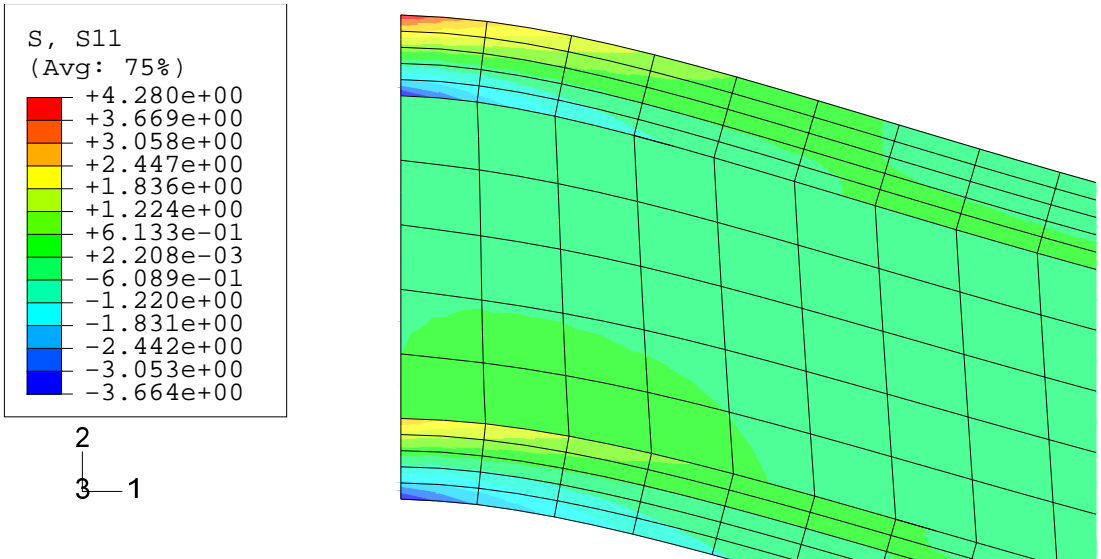 S, S11
(Avg: 75%)
+4.280e+00
+3.669e+00
+3.058e+00
+2.447e+00
+1.836e+00
+1.224e+00
+6.133e-01
+2.208e-03
-6.089e-01
-1.220e+00
-1.831e+00
-2.442e+00
-3.053e+00
-3.664e+00
2
3 1